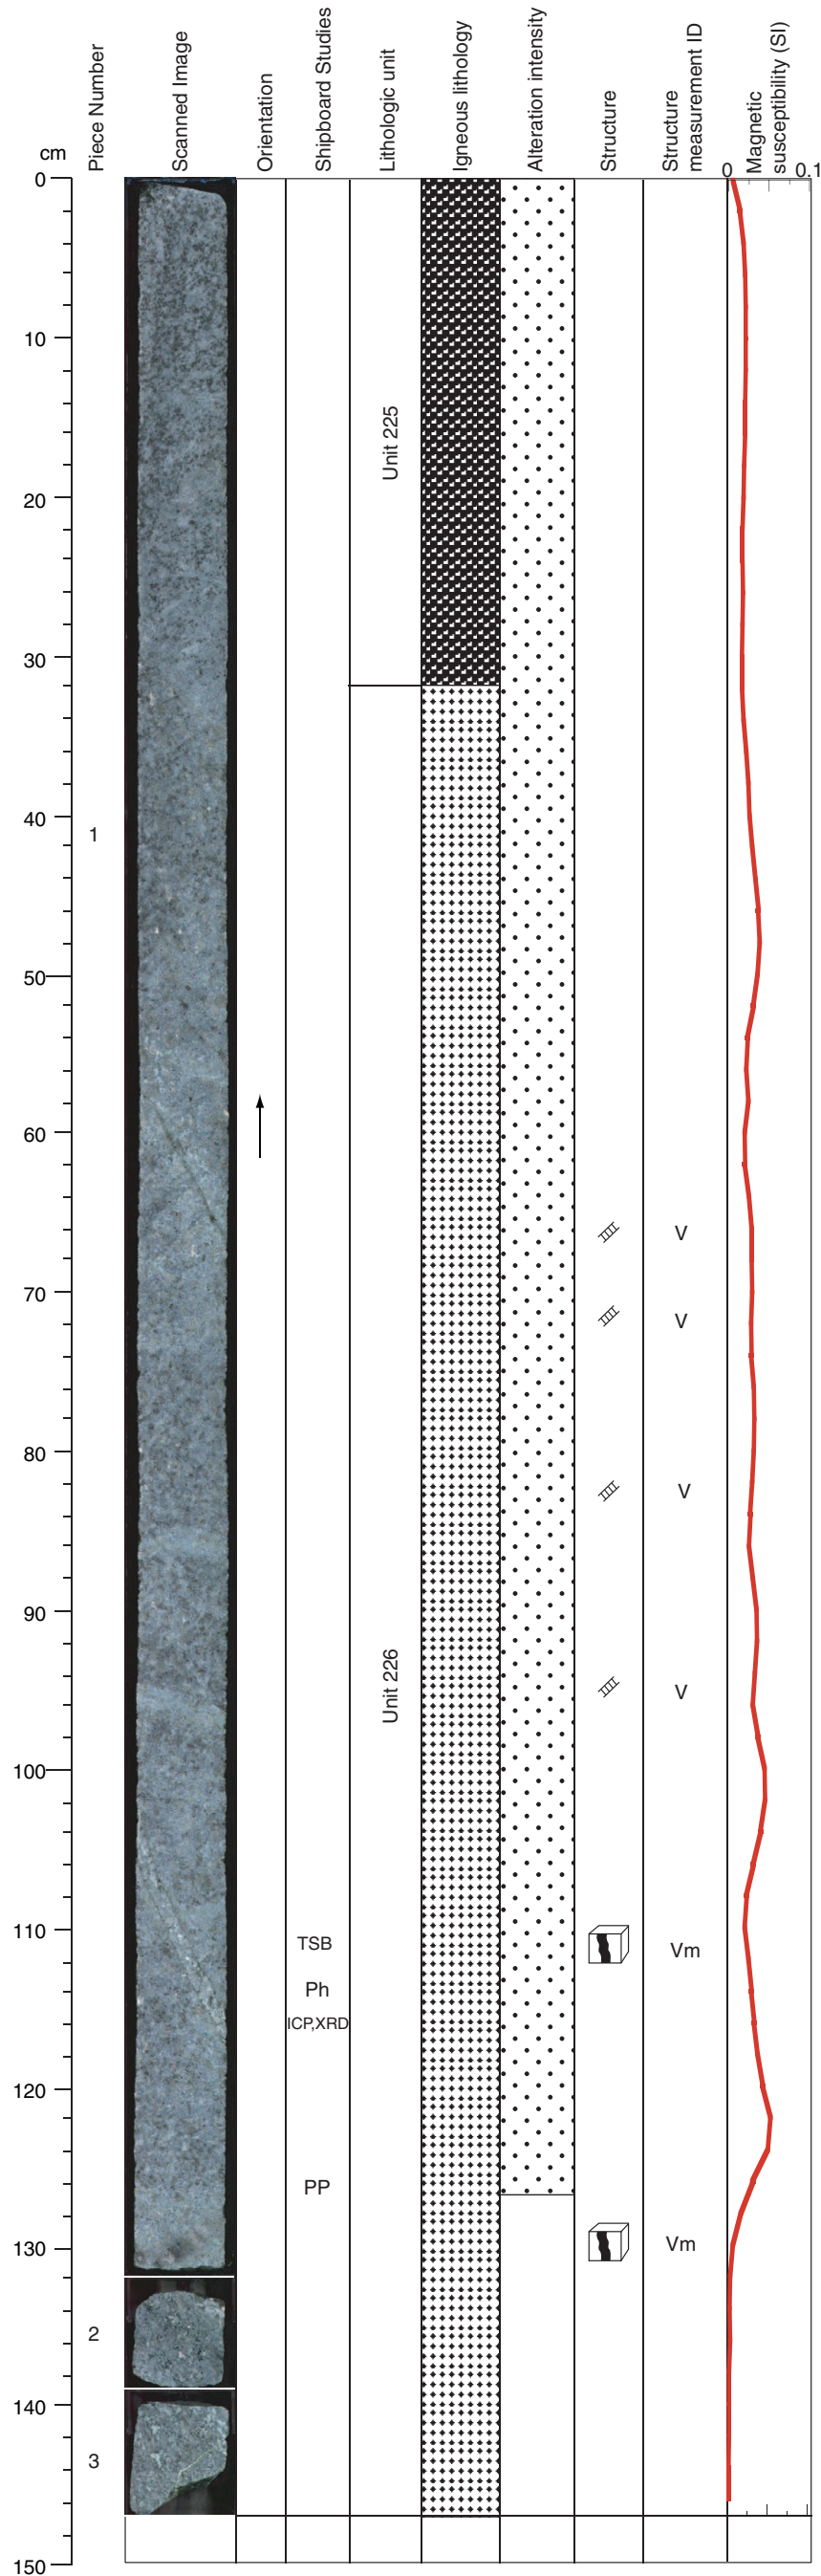 cm
Piece Number
Scanned Image
Orientation
Shipboard Studies
Lithologic unit
Igneous lithology
Alteration intensity
Structure
Structure
measurement ID
Magnetic
susceptibility (SI)
0 0.1
0
10
20
Unit 225
30
40
1
50
60
V
70
V
80
V
90
Unit 226
V
100
110
TSB
Vm
Ph
ICP,XRD
120
PP
130
Vm
2
140
3
150